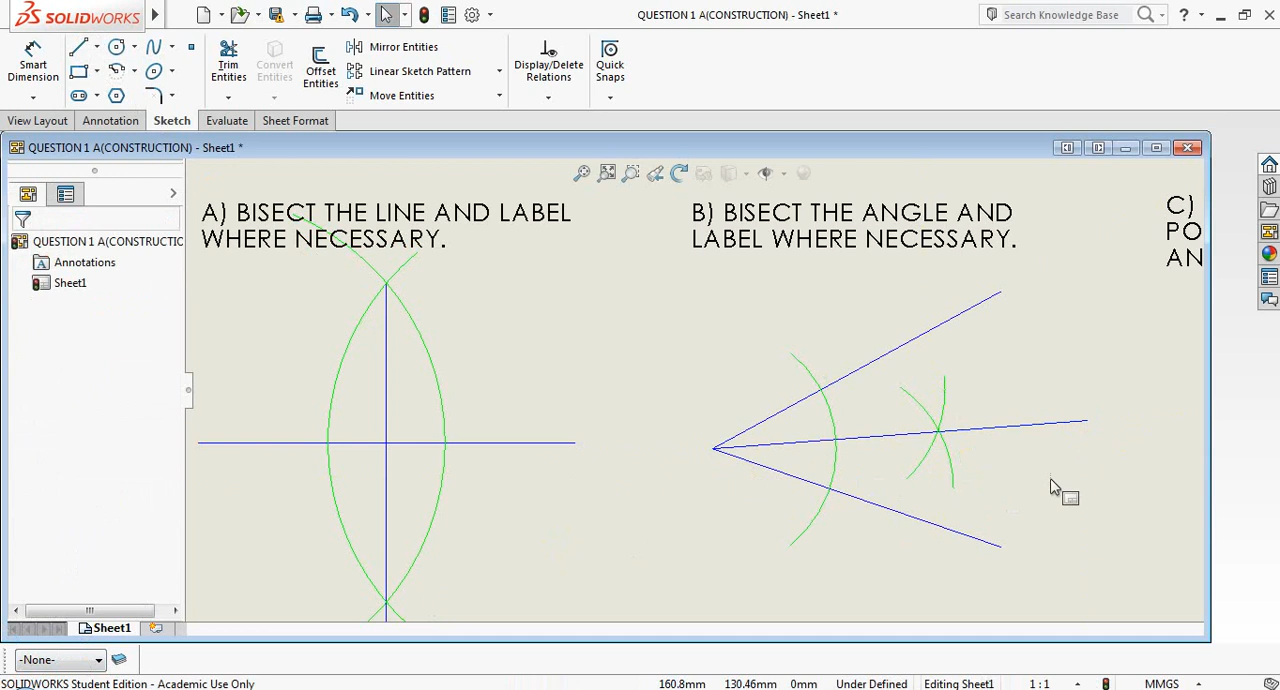 SOLIDWORKS
QUESTION 1 A(CONSTRUCTION) - Sheet1 *
Search Knowledge Base
?
Smart Dimension
Trim Entities
Convert Entities
Offset Entities
Mirror Entities
Linear Sketch Pattern
Move Entities
Display/Delete Relations
Quick Snaps
View Layout
Annotation
Sketch
Evaluate
Sheet Format
QUESTION 1 A(CONSTRUCTION) - Sheet1 *
QUESTION 1 A(CONSTRUCTIC
Annotations
Sheet1
A) BISECT THE LINE AND LABEL
WHERE NECESSARY.
B) BISECT THE ANGLE AND
LABEL WHERE NECESSARY.
C)
PO
AN
Sheet1
-None-
SOLIDWORKS Student Edition - Academic Use Only
160.8mm
130.46mm
0mm
Under Defined
Editing Sheet1
1 : 1
MMGS